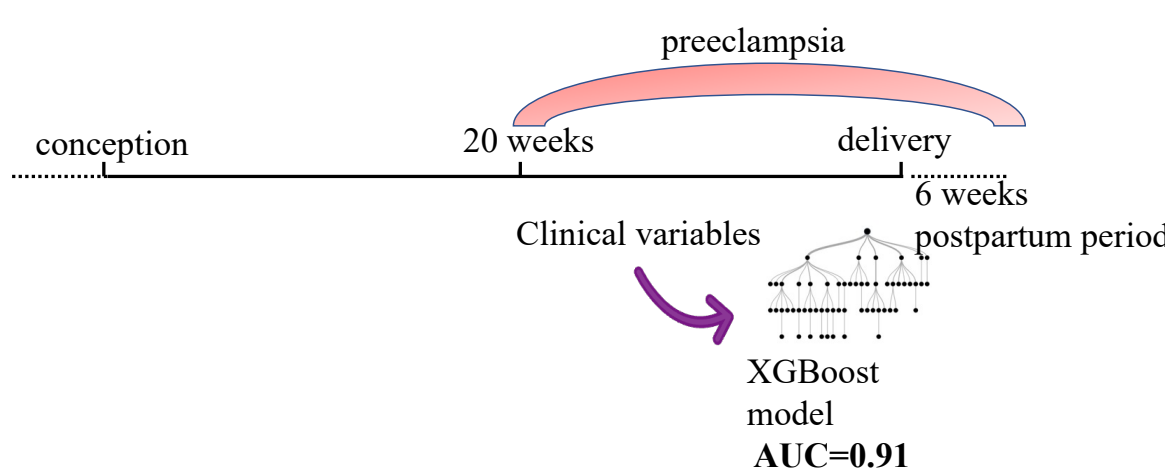 preeclampsia
conception
20 weeks
delivery
6 weeks
postpartum period
Clinical variables
XGBoost
model
AUC=0.91